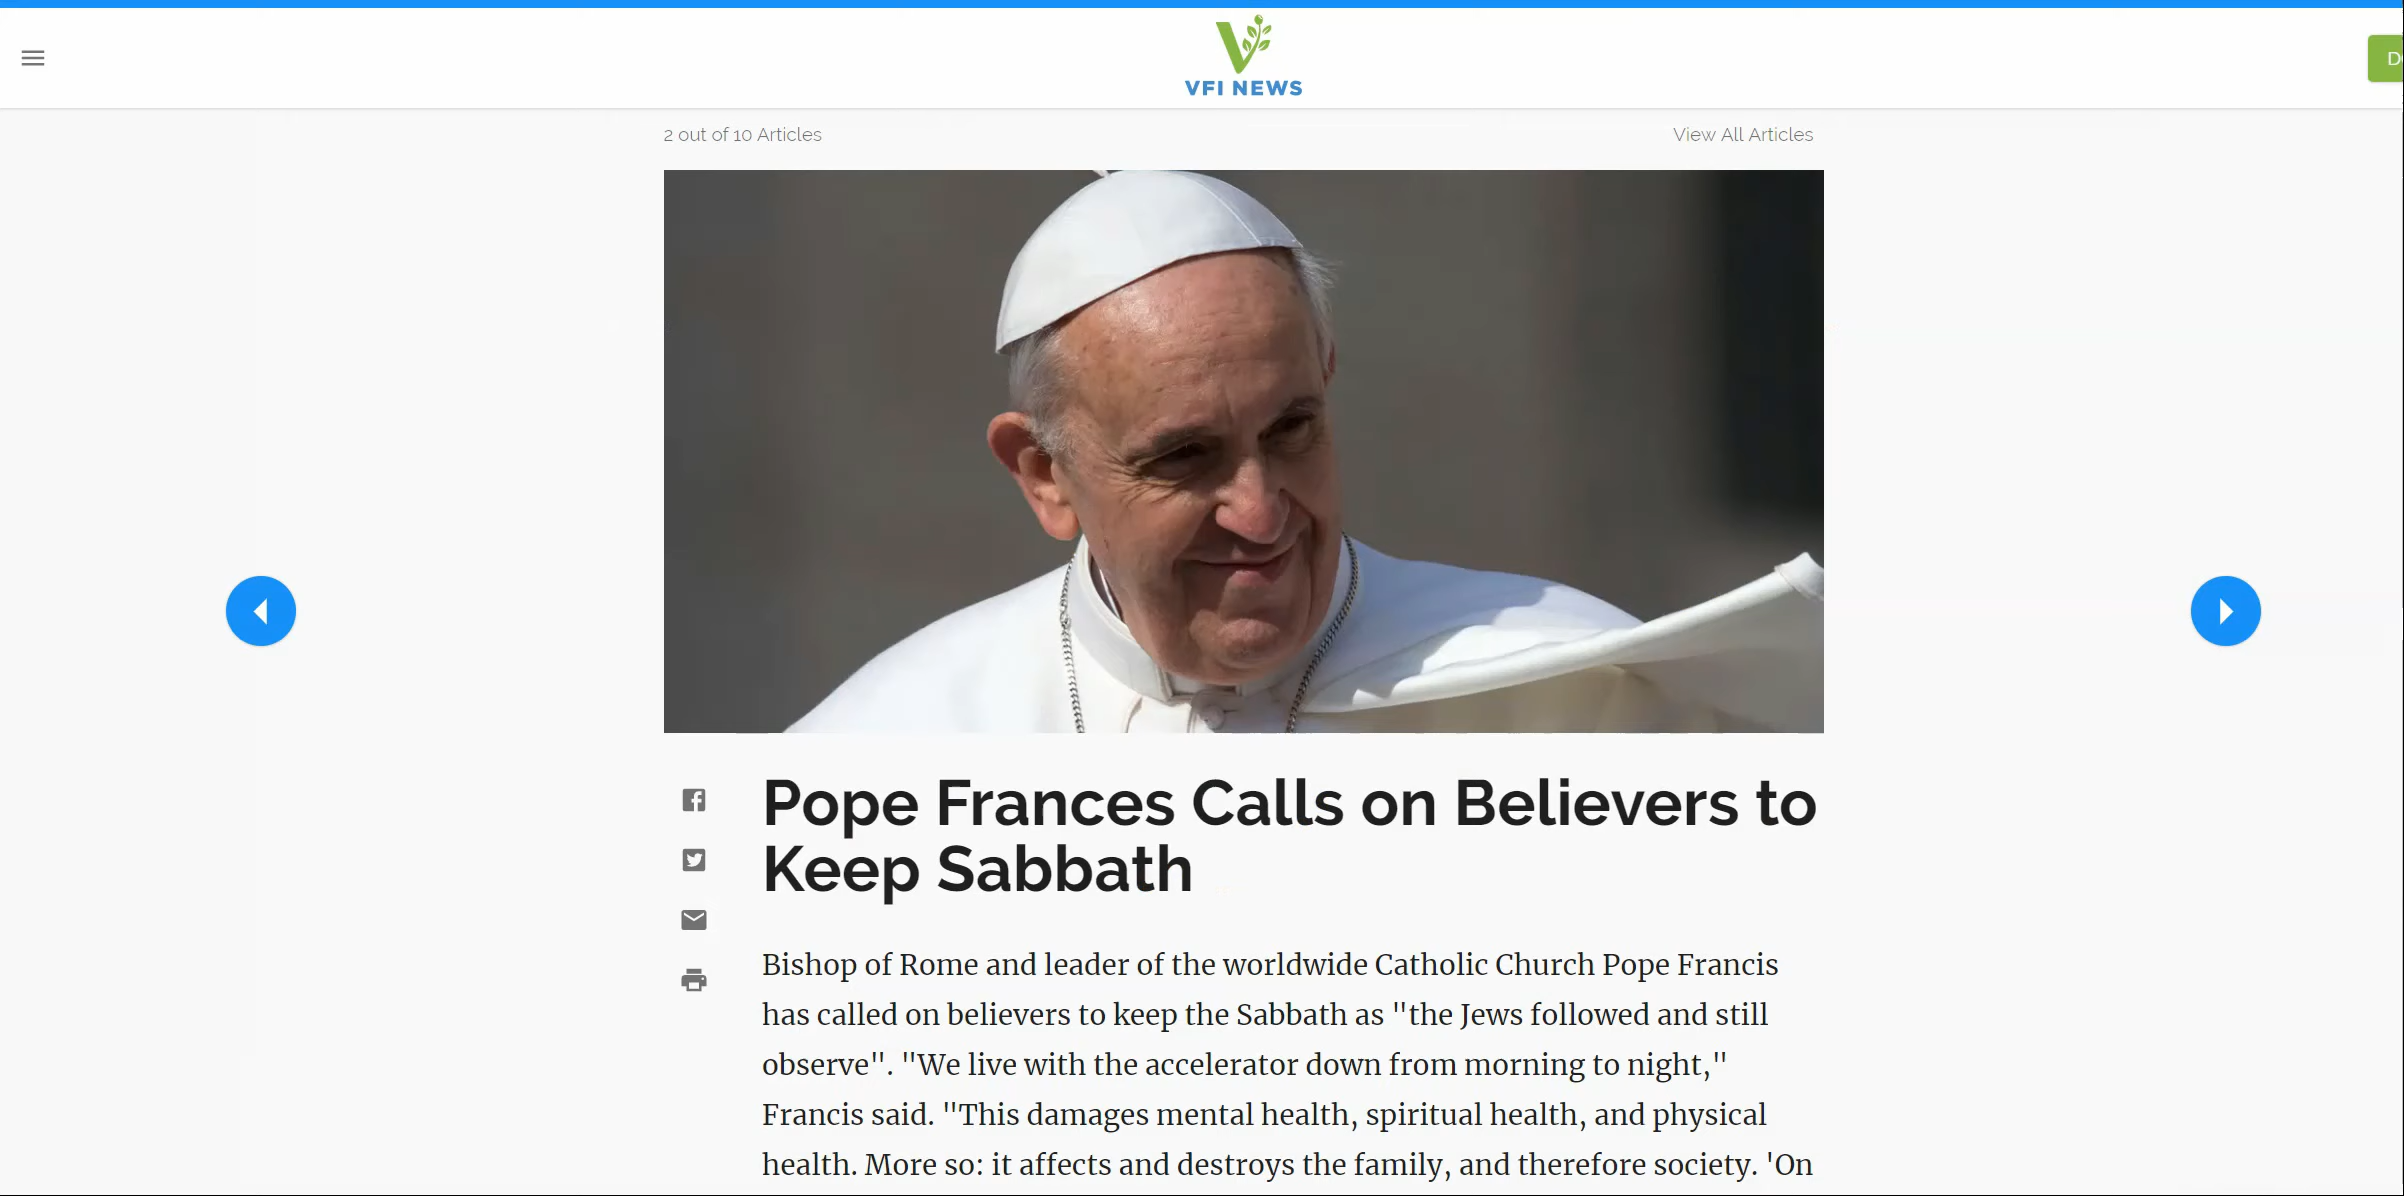 VFI NEWS
D
2 out of 10 Articles
View All Articles
Pope Frances Calls on Believers to
Keep Sabbath
Bishop of Rome and leader of the worldwide Catholic Church Pope Francis
has called on believers to keep the Sabbath as "the Jews followed and still
observe". "We live with the accelerator down from morning to night,"
Francis said. "This damages mental health, spiritual health, and physical
health. More so: it affects and destroys the family, and therefore society. 'On